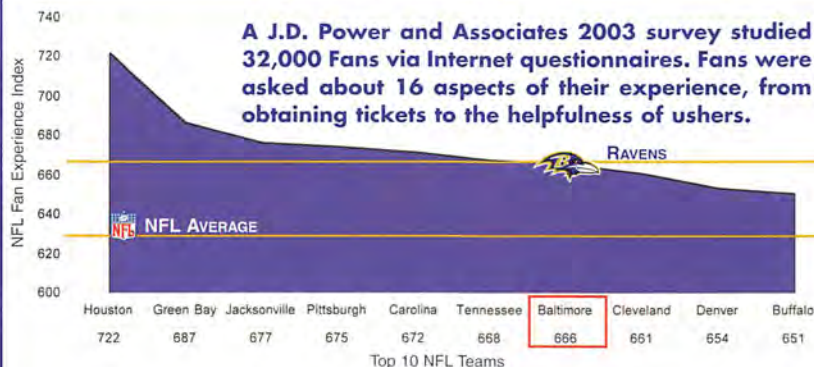 740
A J.D. Power and Associates 2003 survey studied
32,000 Fans via Internet questionnaires. Fans were
asked about 16 aspects of their experience, from
obtaining tickets to the helpfulness of ushers.
720
700
680
660
640
620
600
NFL Fan Experience Index
B
RAVENS
NFL
NFL AVERAGE
Houston Green Bay Jacksonville Pittsburgh Carolina Tennessee Baltimore Cleveland Denver Buffalo
722 687 677 675 672 668 666 661 654 651
Top 10 NFL Teams